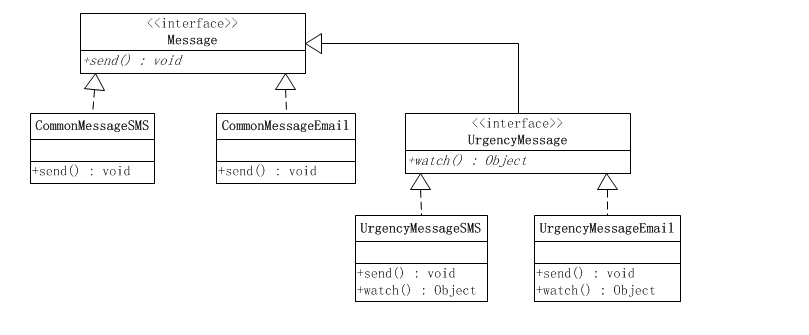 <<interface>>
Message
+send() : void
CommonMessageSMS
+send() : void
CommonMessageEmail
+send() : void
<<interface>>
UrgencyMessage
+watch() : Object
UrgencyMessageSMS
+send() : void
+watch() : Object
UrgencyMessageEmail
+send() : void
+watch() : Object